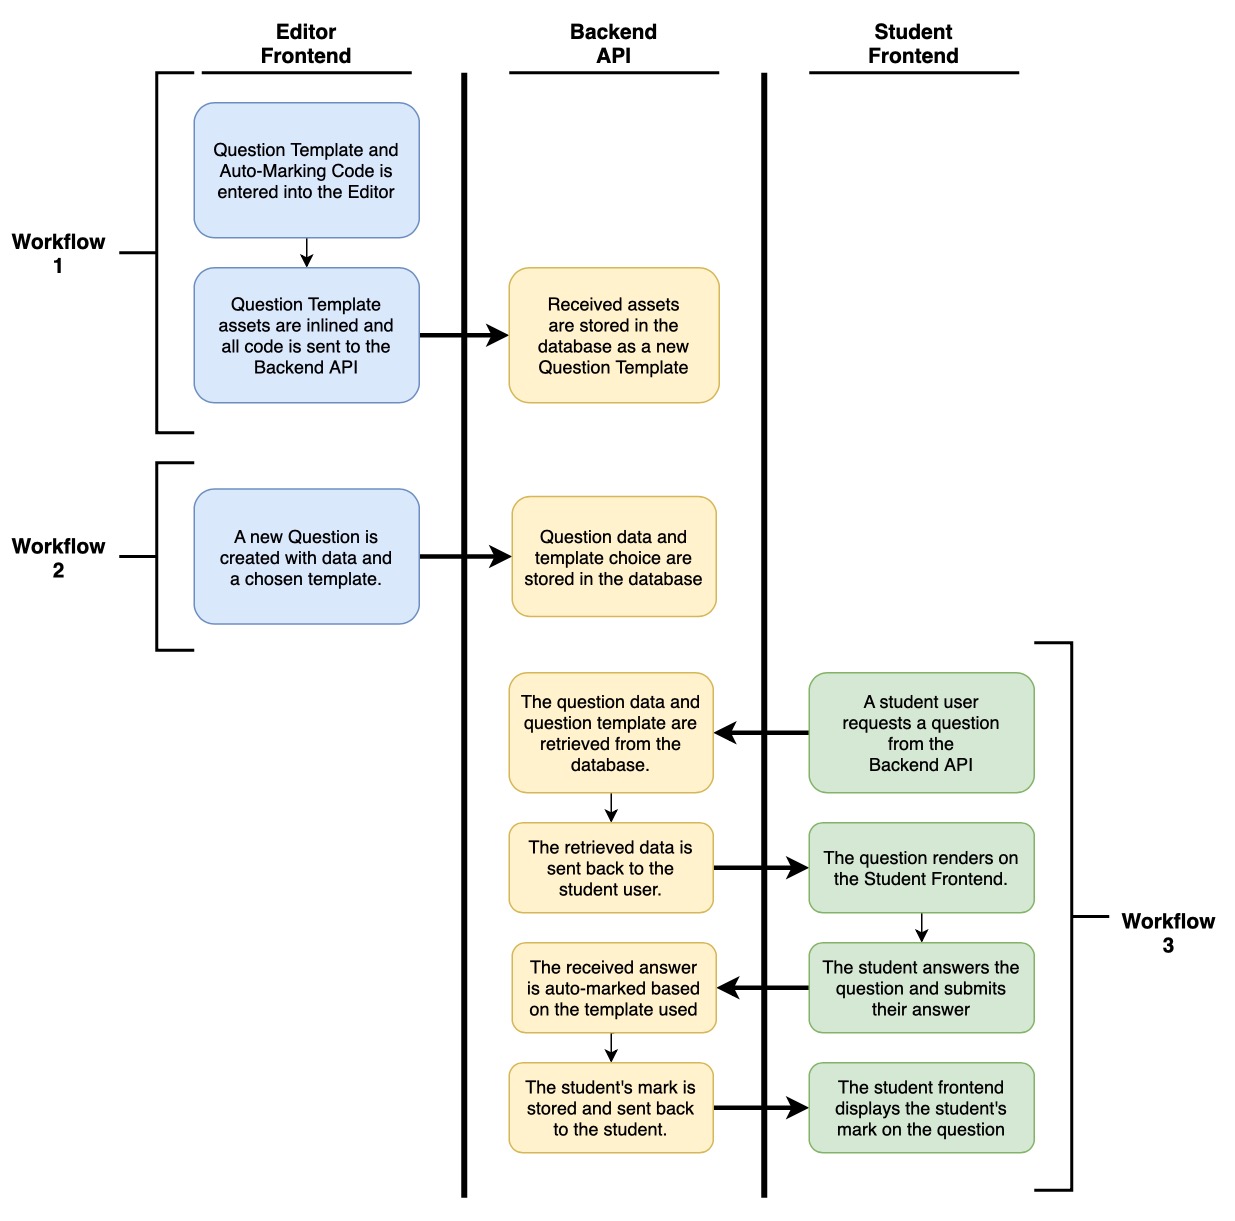 Editor
Frontend
Backend
API
Student
Frontend
Workflow
1
Question Template and
Auto-Marking Code is
entered into the Editor
Question Template
assets are inlined and
all code is sent to the
Backend API
Received assets
are stored in the
database as a new
Question Template
Workflow
2
A new Question is
created with data and
a chosen template.
Question data and
template choice are
stored in the database
Workflow
3
A student user
requests a question
from the
Backend API
The question data and
question template are
retrieved from the
database.
The retrieved data is
sent back to the
student user.
The question renders on
the Student Frontend.
The student answers the
question and submits
their answer
The received answer
is auto-marked based
on the template used
The student's mark is
stored and sent back
to the student.
The student frontend
displays the student's
mark on the question